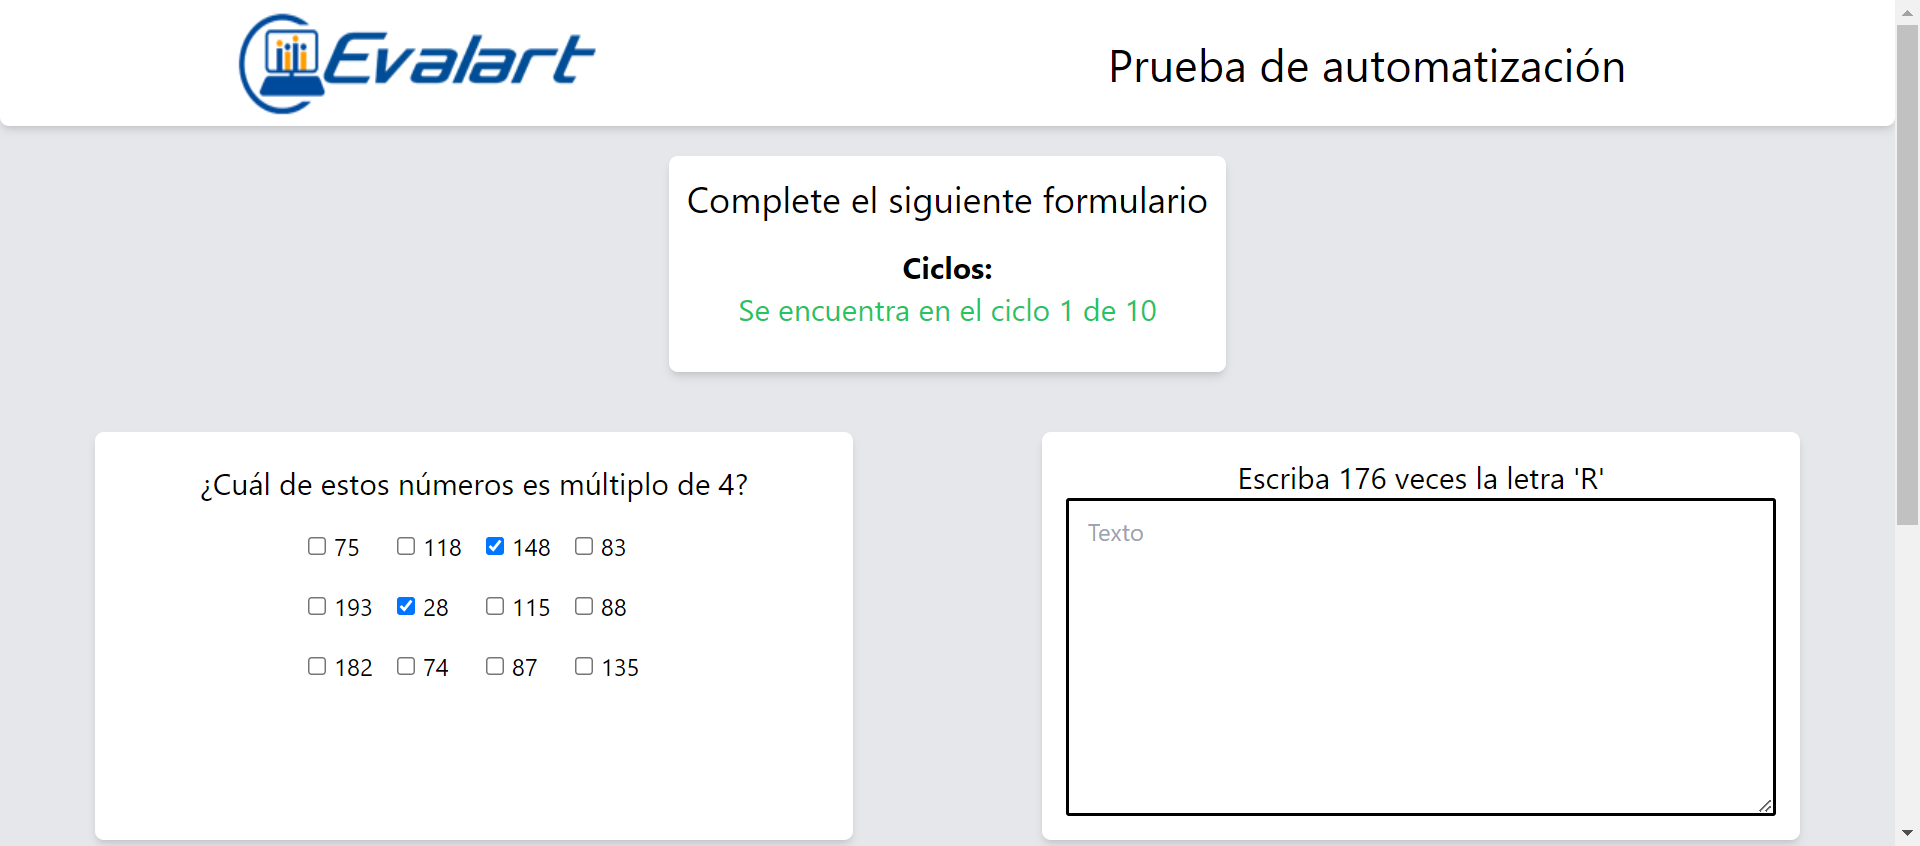 Evalart
Prueba de automatización
Complete el siguiente formulario
Ciclos:
Se encuentra en el ciclo 1 de 10
¿Cuál de estos números es múltiplo de 4?
75 118 148 83
193 28 115 88
182 74 87 135
Escriba 176 veces la letra 'R'
Texto